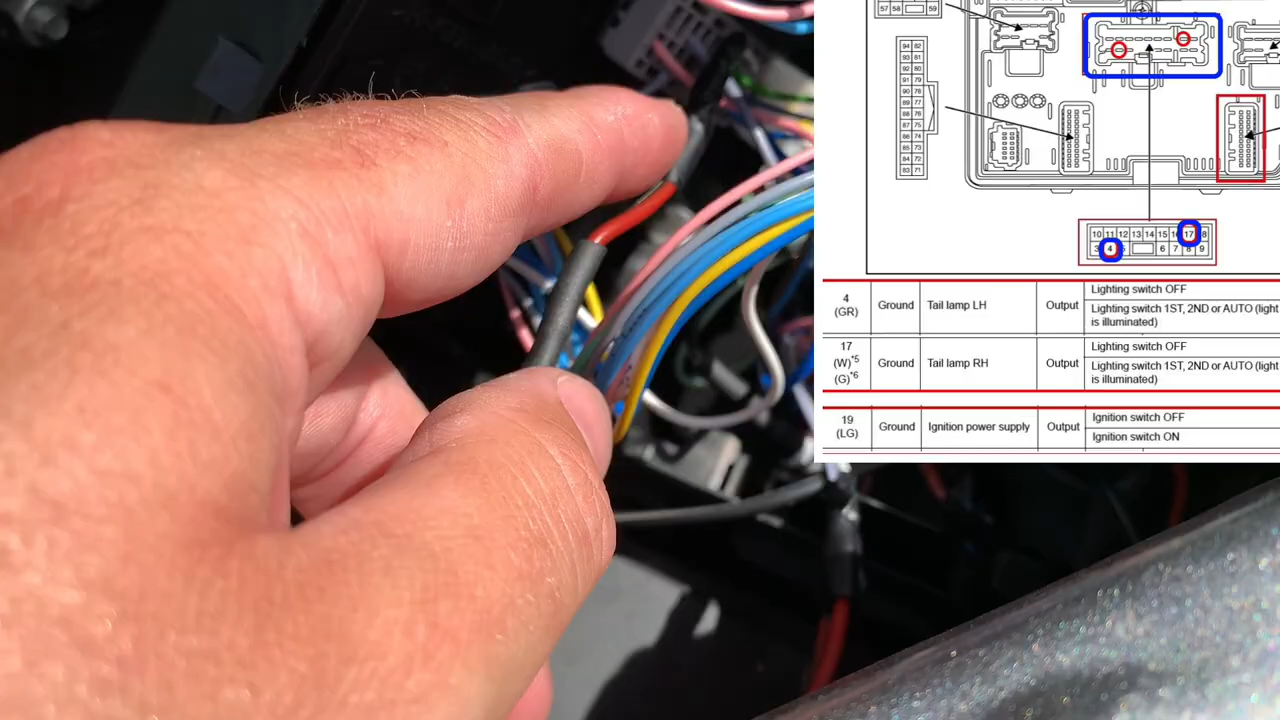 57 58 59
94 82
93 81
92 80
91 79
90 78
89 77
88 76
87 75
86 74
85 73
84 72
83 71
10 11 12 13 14 15 17
4 6 7 8 9
4
(GR)
Ground
Tail lamp LH
Output
Lighting switch OFF
Lighting switch 1ST, 2ND or AUTO (light
is illuminated)
17
(W)*5
(G)*6
Ground
Tail lamp RH
Output
Lighting switch OFF
Lighting switch 1ST, 2ND or AUTO (light
is illuminated)
19
(LG)
Ground
Ignition power supply
Output
Ignition switch OFF
Ignition switch ON